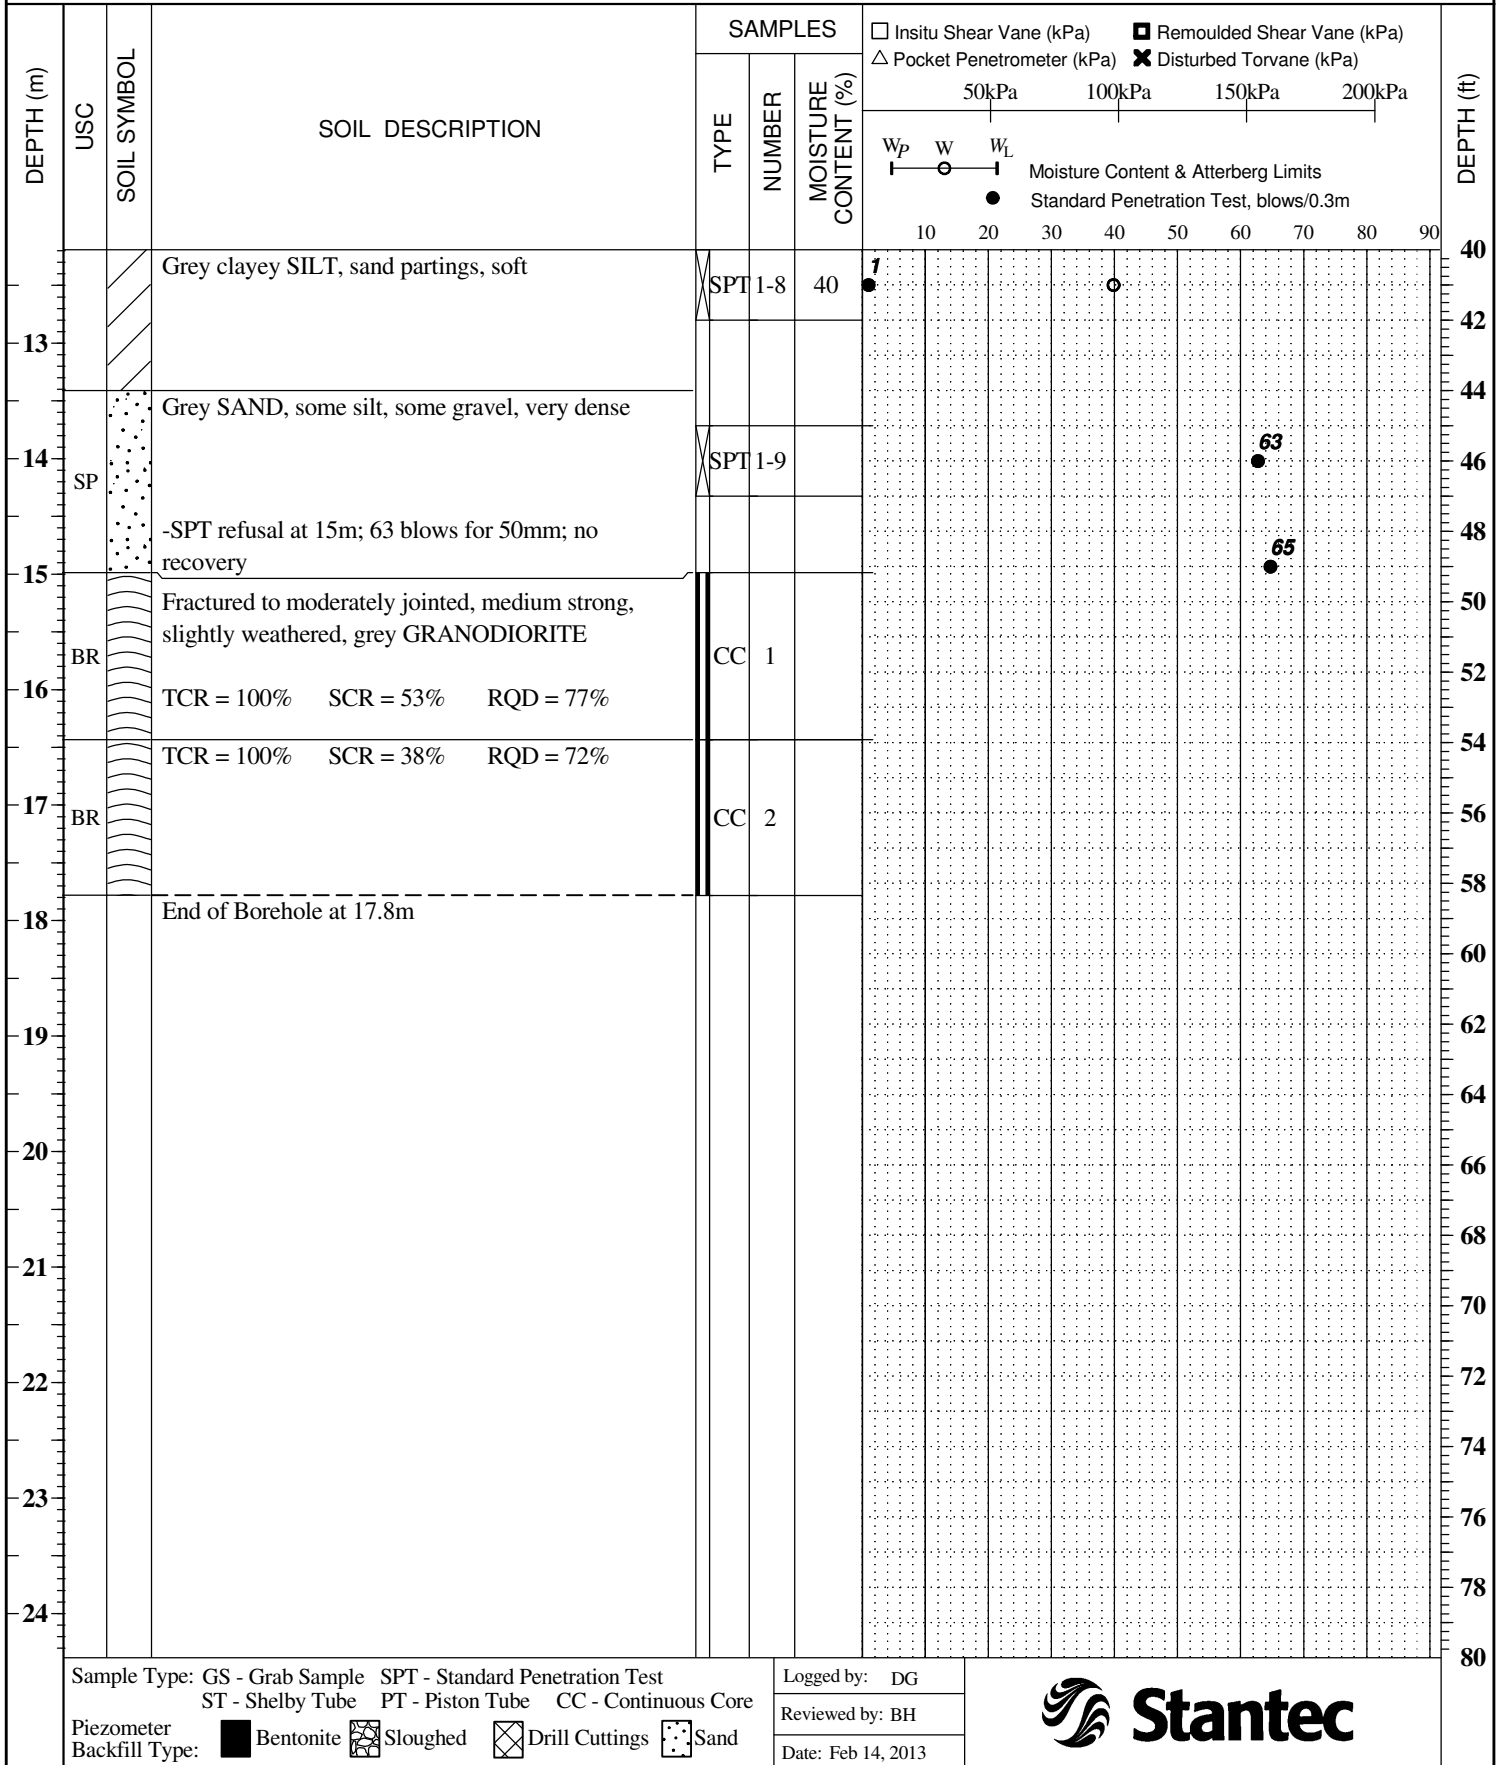 DEPTH (m)
USC
SOIL SYMBOL
SOIL DESCRIPTION
SAMPLES
TYPE
NUMBER
MOISTURE
CONTENT (%)
Insitu Shear Vane (kPa) Remoulded Shear Vane (kPa)
Pocket Penetrometer (kPa) Disturbed Torvane (kPa)
50kPa 100kPa 150kPa 200kPa
WP W WL
Moisture Content & Atterberg Limits
Standard Penetration Test, blows/0.3m
10 20 30 40 50 60 70 80 90
DEPTH (ft)
40
Grey clayey SILT, sand partings, soft
SPT 1-8 40
1
42
13
44
Grey SAND, some silt, some gravel, very dense
63
14
SP
SPT 1-9
46
-SPT refusal at 15m; 63 blows for 50mm; no
recovery
48
65
15
50
Fractured to moderately jointed, medium strong,
slightly weathered, grey GRANODIORITE
BR
CC 1
52
16
TCR = 100% SCR = 53% RQD = 77%
54
TCR = 100% SCR = 38% RQD = 72%
17
56
BR
CC 2
58
End of Borehole at 17.8m
18
60
19
62
64
20
66
68
21
70
22
72
74
23
76
78
24
80
Sample Type: GS - Grab Sample SPT - Standard Penetration Test
ST - Shelby Tube PT - Piston Tube CC - Continuous Core
Piezometer
Backfill Type:
Bentonite Sloughed Drill Cuttings Sand
Logged by: DG
Reviewed by: BH
Date: Feb 14, 2013
Stantec